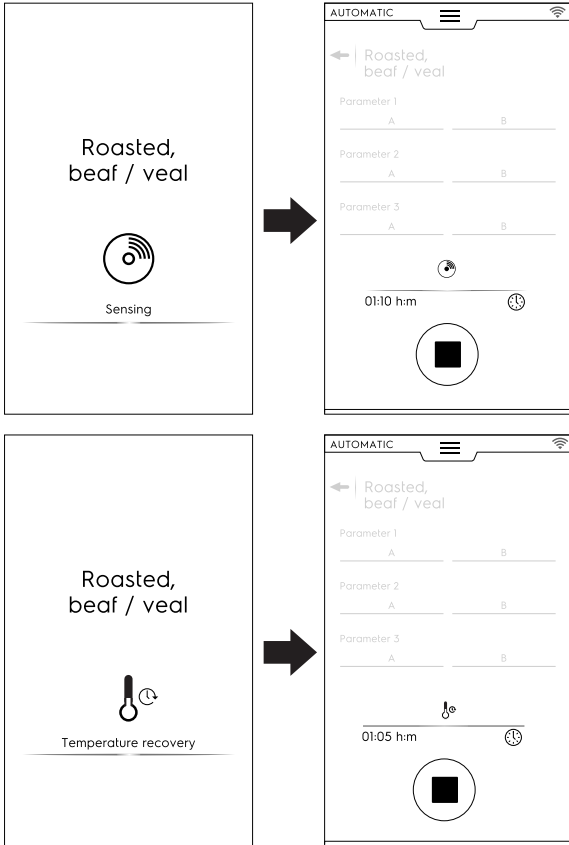 Roasted,
beaf / veal
Sensing
AUTOMATIC
Roasted,
beaf / veal
Parameter 1
A B
Parameter 2
A B
Parameter 3
A B
01:10 h:m
Roasted,
beaf / veal
Temperature recovery
AUTOMATIC
Roasted,
beaf / veal
Parameter 1
A B
Parameter 2
A B
Parameter 3
A B
01:05 h:m